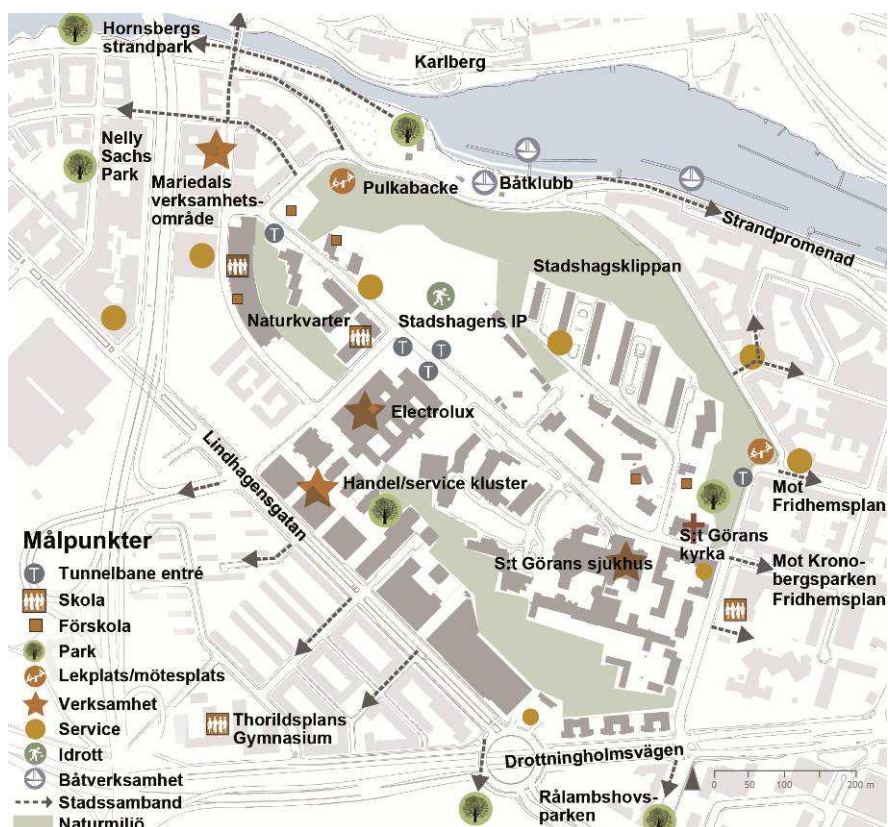 Hornsbergs
strandpark
Karlberg
Nelly
Sachs
Park
Mariedals
verksamhets-
område
Pulkabacke
Båtklubb
Strandpromenad
Stadshagsklippan
T
Naturkvarter
Stadshagens IP
T
T
T
Electrolux
Lindhagensgatan
Handel/service kluster
T
Mot
Fridhemsplan
S:t Görans
kyrka
S:t Görans sjukhus
Mot Krono-
bergsparken
Fridhemsplan
Målpunkter
T Tunnelbane entré
Skola
Förskola
Park
Lekplats/mötesplats
Verksamhet
Service
Idrott
Båtverksamhet
Stadssamband
Naturmiljö
Thorildsplans
Gymnasium
Drottningholmsvägen
Rålambshovs-
parken
0 100 200 m